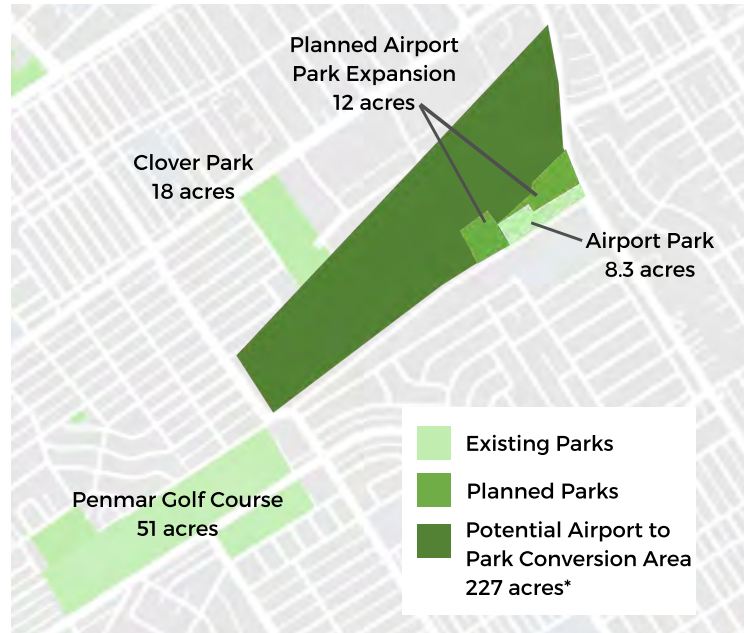 Planned Airport
Park Expansion
12 acres
Clover Park
18 acres
Airport Park
8.3 acres
Penmar Golf Course
51 acres
Existing Parks
Planned Parks
Potential Airport to
Park Conversion Area
227 acres*